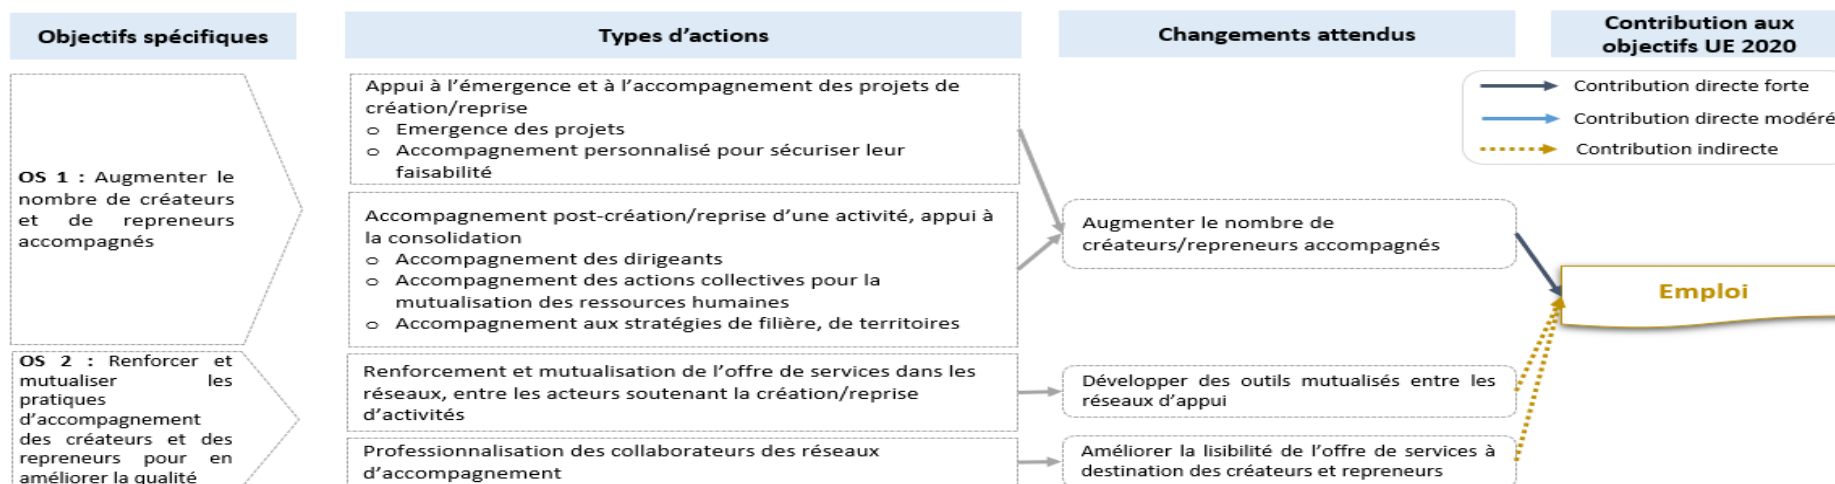 Objectifs spécifiques
Types d’actions
Changements attendus
Contribution aux
objectifs UE 2020
OS 1 : Augmenter le
nombre de créateurs
et de repreneurs
accompagnés
Appui à l’émergence et à l’accompagnement des projets de
création/reprise
o Emergence des projets
o Accompagnement personnalisé pour sécuriser leur
faisabilité
Accompagnement post-création/reprise d’une activité, appui à
la consolidation
o Accompagnement des dirigeants
o Accompagnement des actions collectives pour la
mutualisation des ressources humaines
o Accompagnement aux stratégies de filière, de territoires
Augmenter le nombre de
créateurs/repreneurs accompagnés
Contribution directe forte
Contribution directe modéré
Contribution indirecte
Emploi
OS 2 : Renforcer et
mutualiser les
pratiques
d’accompagnement
des créateurs et des
repreneurs pour en
améliorer la qualité
Renforcement et mutualisation de l’offre de services dans les
réseaux, entre les acteurs soutenant la création/reprise
d’activités
Professionnalisation des collaborateurs des réseaux
d’accompagnement
Développer des outils mutualisés entre les
réseaux d’appui
Améliorer la lisibilité de l’offre de services à
destination des créateurs et repreneurs